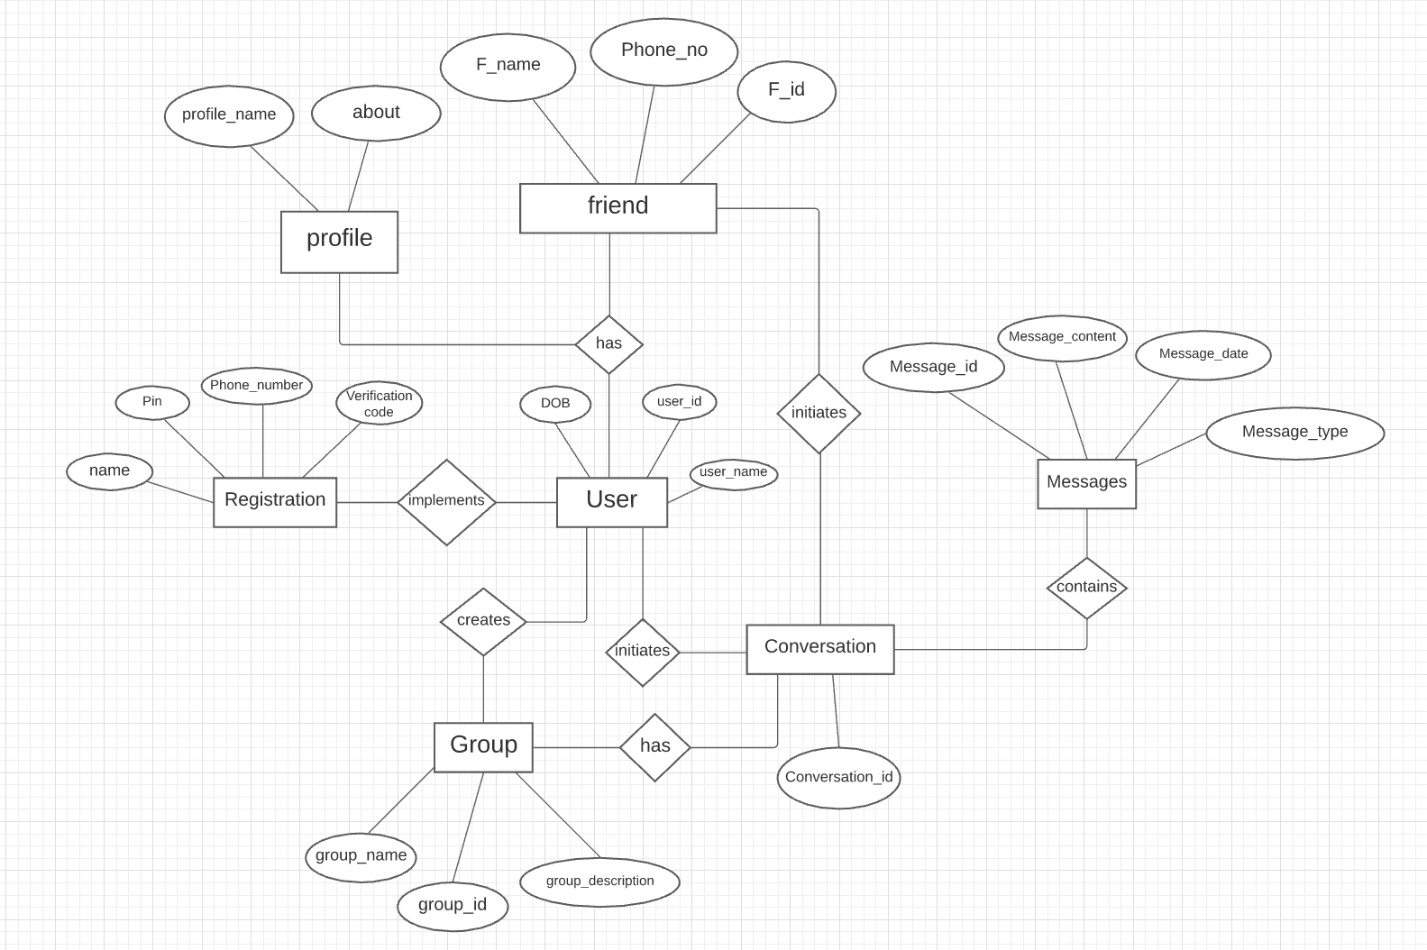 F_name
Phone_no
F_id
profile_name
about
friend
profile
has
Message_content
Message_date
Message_id
Pin
Phone_number
Verification
code
DOB
user_id
initiates
Message_type
name
Registration
implements
User
user_name
Messages
contains
creates
initiates
Conversation
Group
has
Conversation_id
group_name
group_id
group_description